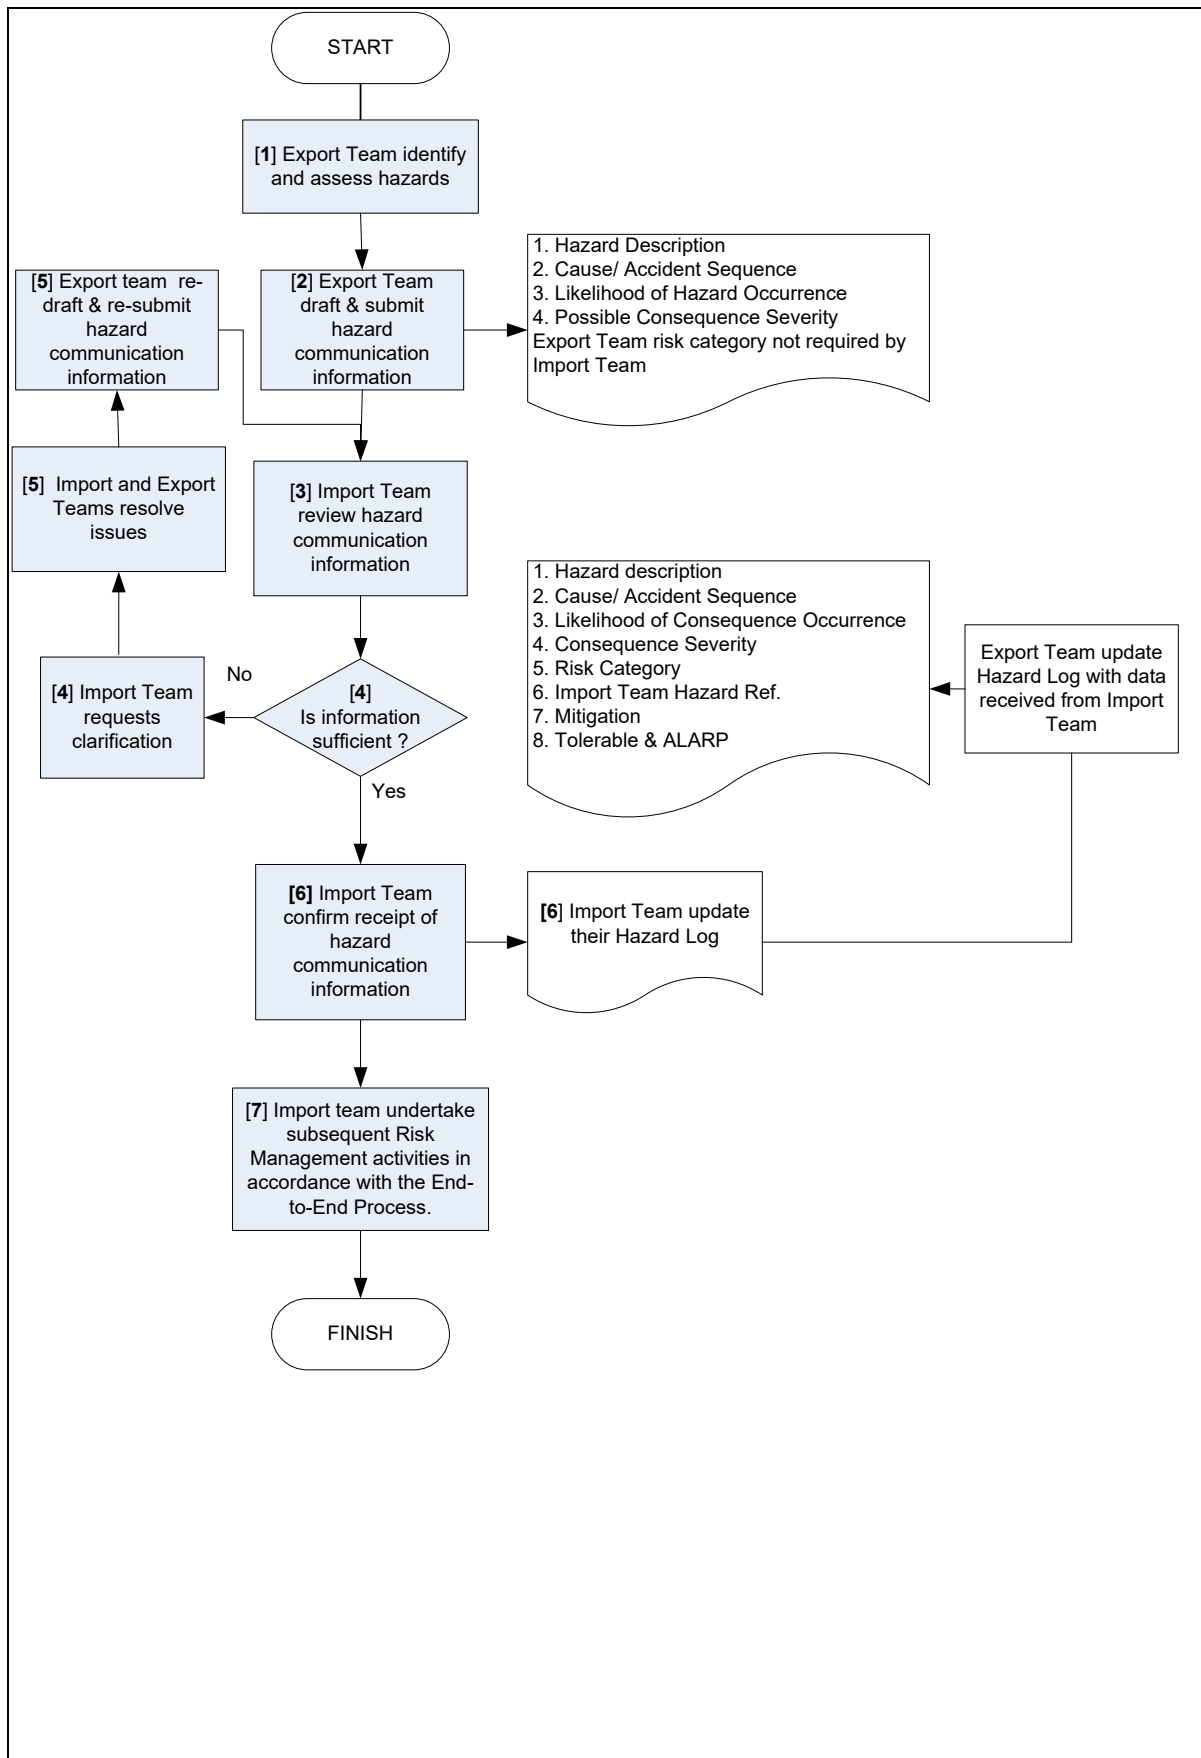 START
[1] Export Team identify
and assess hazards
[5] Export team  re-
draft & re-submit
hazard
communication
information
[2] Export Team
draft & submit
hazard
communication
information
1. Hazard Description
2. Cause/ Accident Sequence
3. Likelihood of Hazard Occurrence
4. Possible Consequence Severity
Export Team risk category not required by
Import Team
[5]  Import and Export
Teams resolve
issues
[3] Import Team
review hazard
communication
information
1. Hazard description
2. Cause/ Accident Sequence
3. Likelihood of Consequence Occurrence
4. Consequence Severity
5. Risk Category
6. Import Team Hazard Ref.
7. Mitigation
8. Tolerable & ALARP
Export Team update
Hazard Log with data
received from Import
Team
No
[4] Import Team
requests
clarification
[4]
Is information
sufficient ?
Yes
[6] Import Team
confirm receipt of
hazard
communication
information
[6] Import Team update
their Hazard Log
[7] Import team undertake
subsequent Risk
Management activities in
accordance with the End-
to-End Process.
FINISH